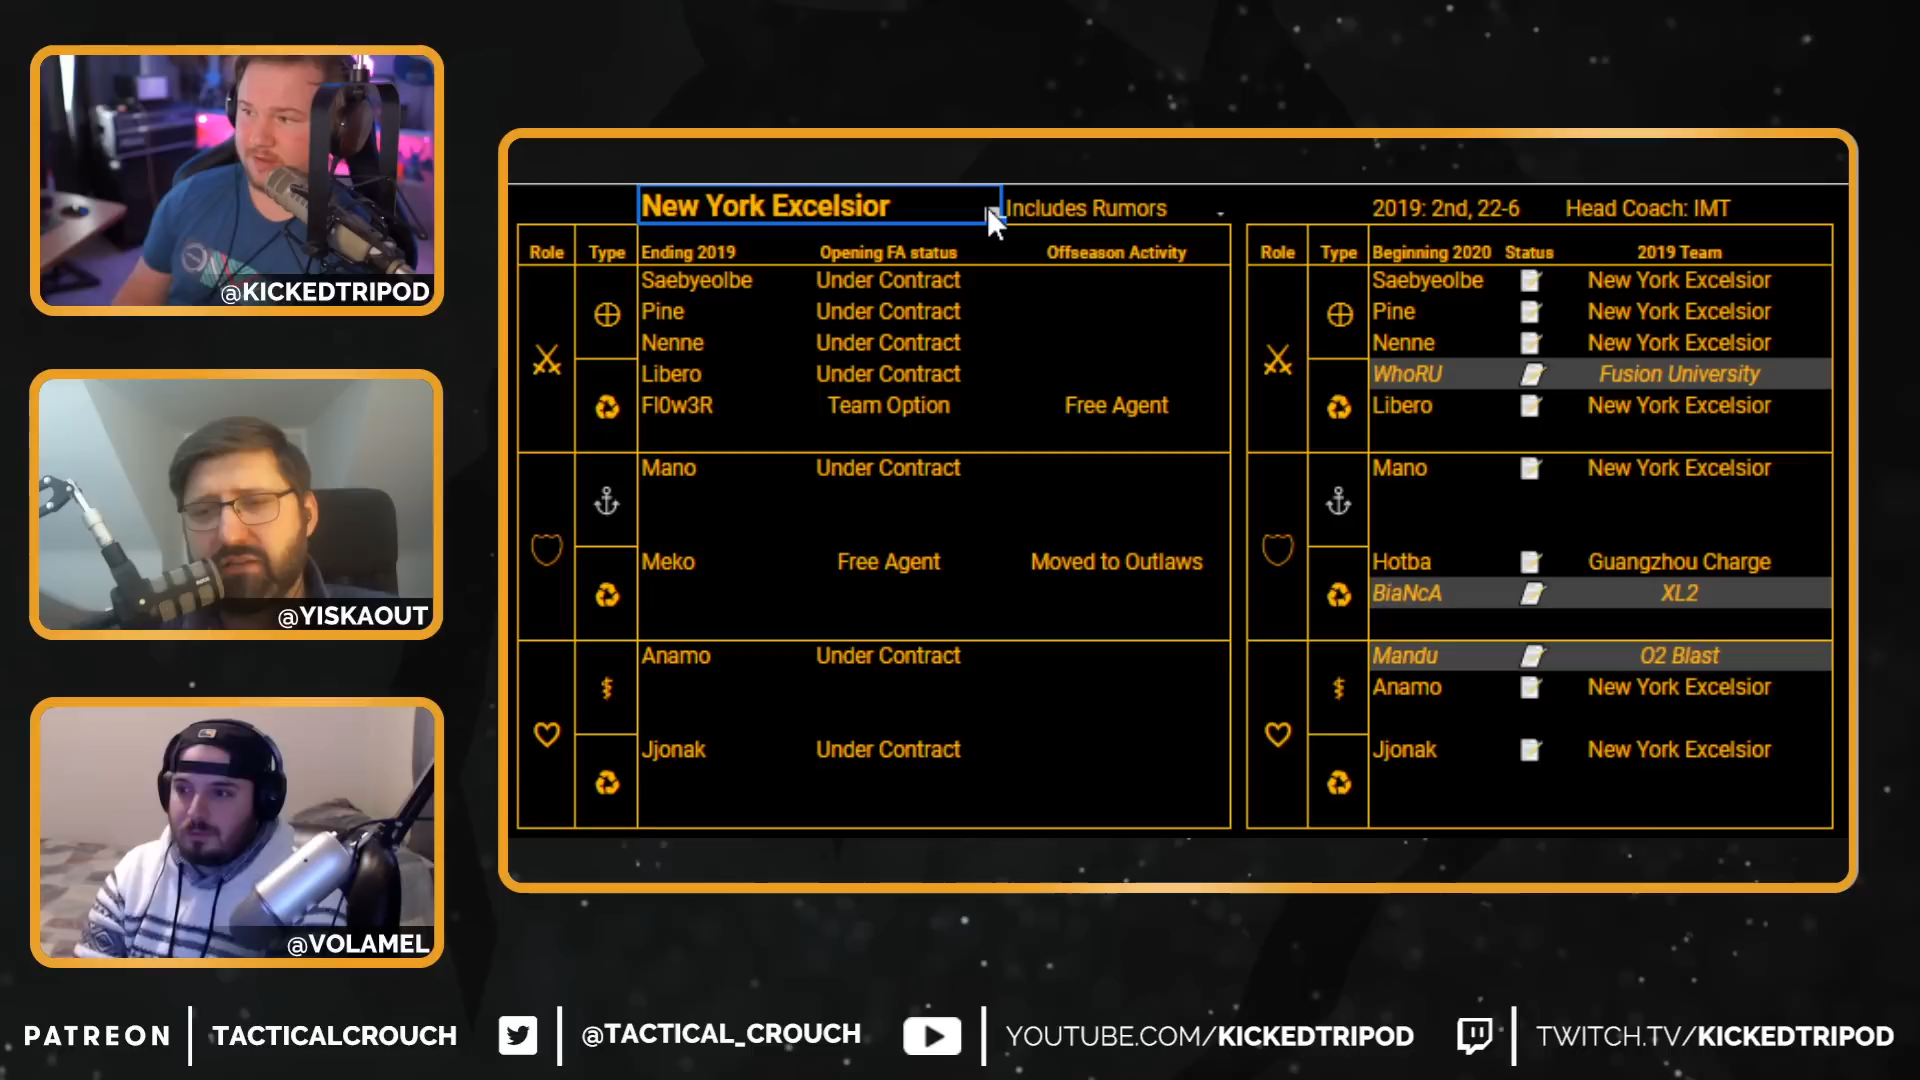 @KICKEDTRIPOD
@YISKAOUT
@VOLAMEL
New York Excelsior Includes Rumors 2019: 2nd, 22-6 Head Coach: IMT
Role Type Ending 2019 Opening FA status Offseason Activity Role Type Beginning 2020 Status 2019 Team
Saebyeolbe Under Contract Saebyeolbe New York Excelsior
Pine Under Contract Pine New York Excelsior
Nenne Under Contract Nenne New York Excelsior
Libero Under Contract WhoRU Fusion University
Fl0w3R Team Option Free Agent Libero New York Excelsior
Mano Under Contract Mano New York Excelsior
Meko Free Agent Moved to Outlaws Hotba Guangzhou Charge
BiaNcA XL2
Anamo Under Contract Mandu O2 Blast
Anamo New York Excelsior
Jjonak Under Contract Jjonak New York Excelsior
PATREON TACTICALCROUCH @TACTICAL_CROUCH YOUTUBE.COM/KICKEDTRIPOD TWITCH.TV/KICKEDTRIPOD